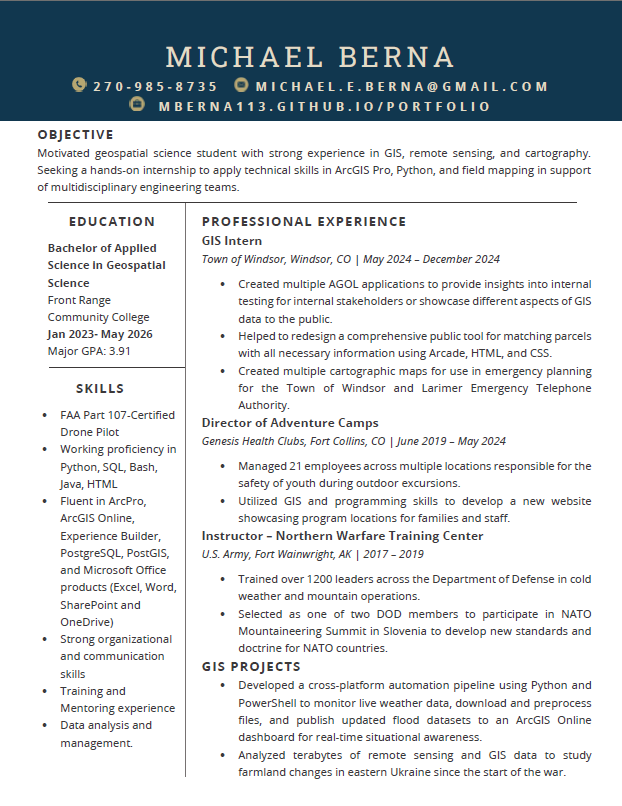 MICHAEL BERNA
270-985-8735 MICHAEL.E.BERNA@GMAIL.COM
MBERNA113.GITHUB.IO/PORTFOLIO
OBJECTIVE
Motivated geospatial science student with strong experience in GIS, remote sensing, and cartography.
Seeking a hands-on internship to apply technical skills in ArcGIS Pro, Python, and field mapping in support
of multidisciplinary engineering teams.
EDUCATION
Bachelor of Applied
Science in Geospatial
Science
Front Range
Community College
Jan 2023- May 2026
Major GPA: 3.91
SKILLS
• FAA Part 107-Certified
Drone Pilot
• Working proficiency in
Python, SQL, Bash,
Java, HTML
• Fluent in ArcPro,
ArcGIS Online,
Experience Builder,
PostgreSQL, PostGIS,
and Microsoft Office
products (Excel, Word,
SharePoint and
OneDrive)
• Strong organizational
and communication
skills
• Training and
Mentoring experience
• Data analysis and
management.
PROFESSIONAL EXPERIENCE
GIS Intern
Town of Windsor, Windsor, CO | May 2024 – December 2024
• Created multiple AGOL applications to provide insights into internal
testing for internal stakeholders or showcase different aspects of GIS
data to the public.
• Helped to redesign a comprehensive public tool for matching parcels
with all necessary information using Arcade, HTML, and CSS.
• Created multiple cartographic maps for use in emergency planning
for the Town of Windsor and Larimer Emergency Telephone
Authority.
Director of Adventure Camps
Genesis Health Clubs, Fort Collins, CO | June 2019 – May 2024
• Managed 21 employees across multiple locations responsible for the
safety of youth during outdoor excursions.
• Utilized GIS and programming skills to develop a new website
showcasing program locations for families and staff.
Instructor – Northern Warfare Training Center
U.S. Army, Fort Wainwright, AK | 2017 – 2019
• Trained over 1200 leaders across the Department of Defense in cold
weather and mountain operations.
• Selected as one of two DOD members to participate in NATO
Mountaineering Summit in Slovenia to develop new standards and
doctrine for NATO countries.
GIS PROJECTS
• Developed a cross-platform automation pipeline using Python and
PowerShell to monitor live weather data, download and preprocess
files, and publish updated flood datasets to an ArcGIS Online
dashboard for real-time situational awareness.
• Analyzed terabytes of remote sensing and GIS data to study
farmland changes in eastern Ukraine since the start of the war.